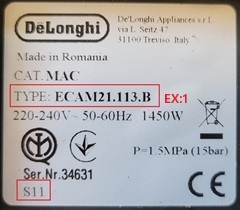 DeLonghi
De'Longhi Appliances s.r.l
via L. Seitz 47
31100 Treviso Italy
Made in Romania
CAT. MAC
TYPE: ECAM21.113.B
EX:1
220-240V~ 50-60Hz 1450W
P=1.5MPa (15bar)
Ser.Nr.34631
S11